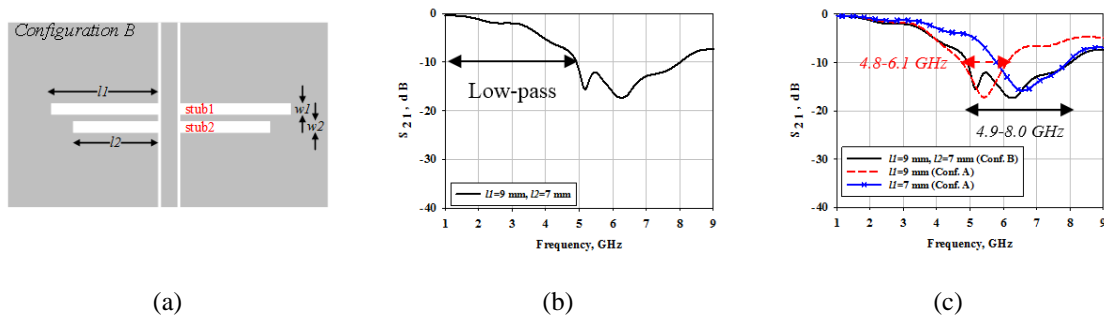 Configuration B
l1
stub1
w1
stub2
w2
l2
(a)
0
-10
-20
-30
-40
S21, dB
Low-pass
l1=9 mm, l2=7 mm
1 2 3 4 5 6 7 8 9
Frequency, GHz
(b)
0
-10
-20
-30
-40
S21, dB
4.8-6.1 GHz
4.9-8.0 GHz
l1=9 mm, l2=7 mm (Conf. B)
l1=9 mm (Conf. A)
l1=7 mm (Conf. A)
1 2 3 4 5 6 7 8 9
Frequency, GHz
(c)